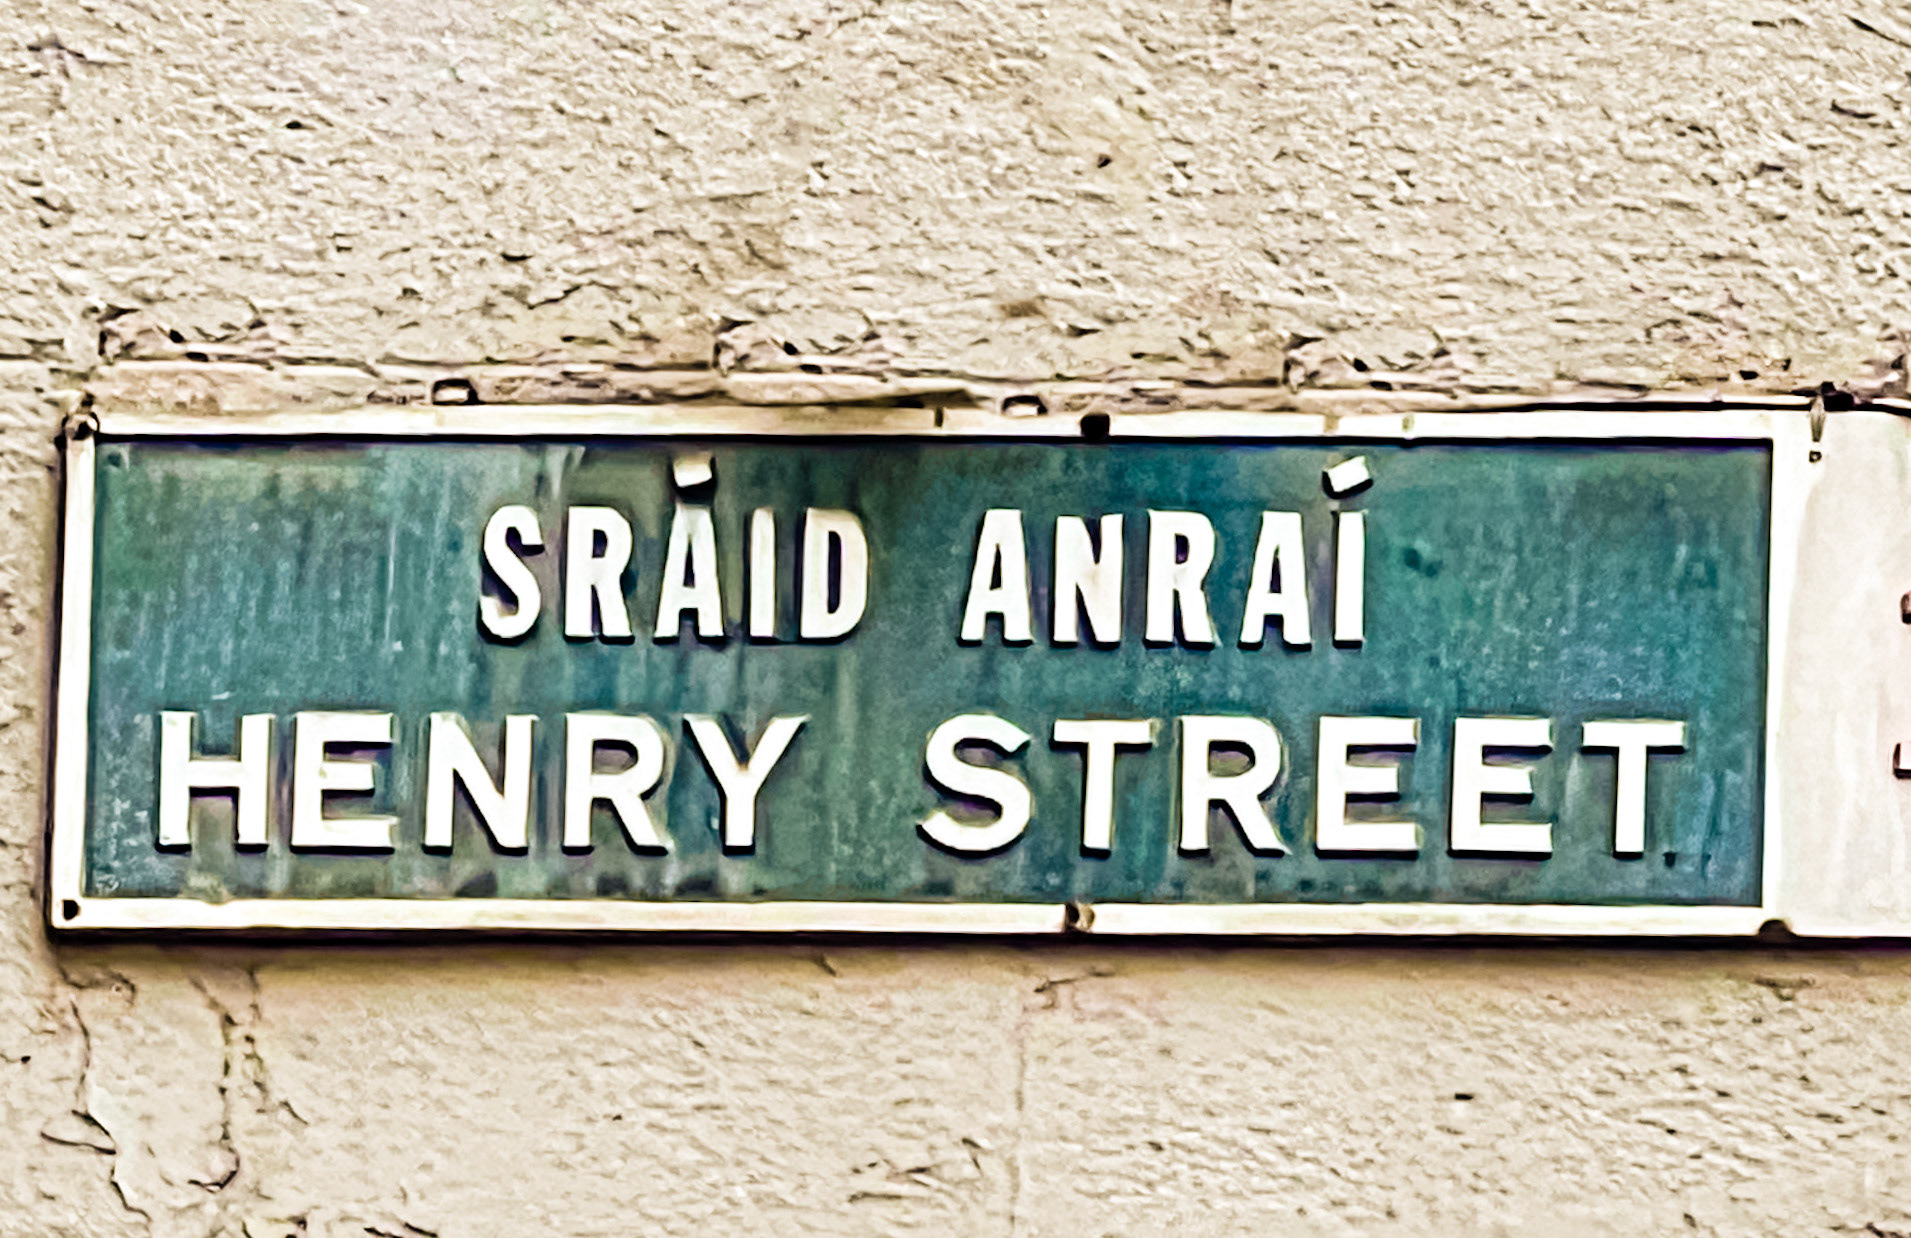 SRÁID ANRAÍ
HENRY STREET